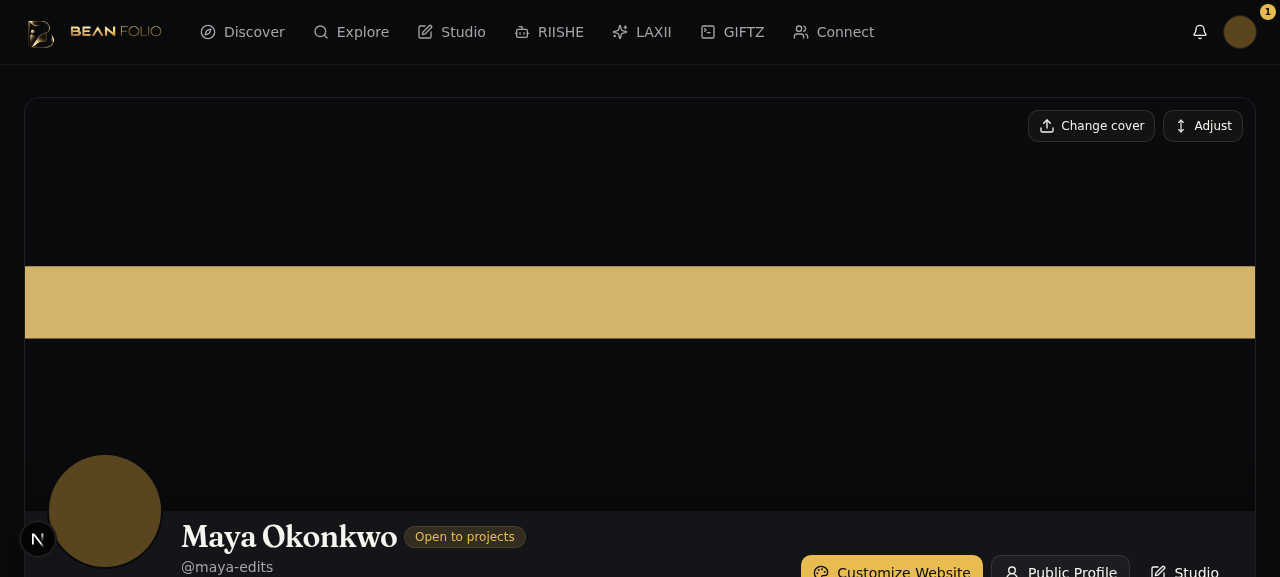 BEAN FOLIO
Discover
Explore
Studio
RIISHE
LAXII
GIFTZ
Connect
1
Change cover
Adjust
N
Maya Okonkwo
Open to projects
@maya-edits
Customize Website
Public Profile
Studio